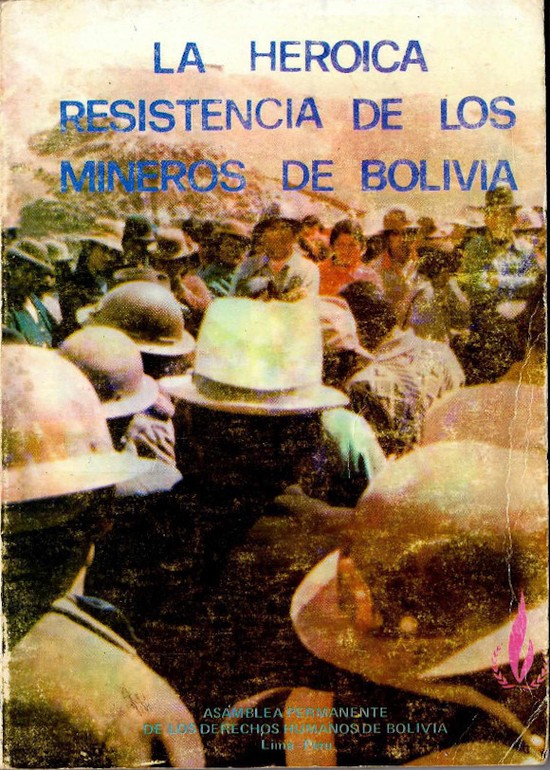 LA HEROICA
RESISTENCIA DE LOS
MINEROS DE BOLIVIA
ASAMBLEA PERMANENTE
DE LOS DERECHOS HUMANOS DE BOLIVIA
Lima-Perú